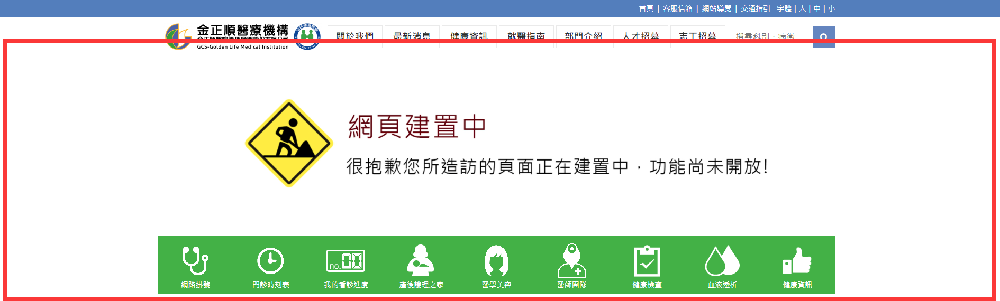 首頁 | 客服信箱 | 網站導覽 | 交通指引 字體 | 大 | 中 | 小
金正順醫療機構
GCS-Golden Life Medical Institution
關於我們 最新消息 健康資訊 就醫指南 部門介紹 人才招募 志工招募 搜尋科別、病徵
網頁建置中
很抱歉您所造訪的頁面正在建置中，功能尚未開放!
no.00
網路掛號 門診時刻表 我的看診進度 產後護理之家 醫學美容 醫師團隊 健康檢查 血液透析 健康資訊